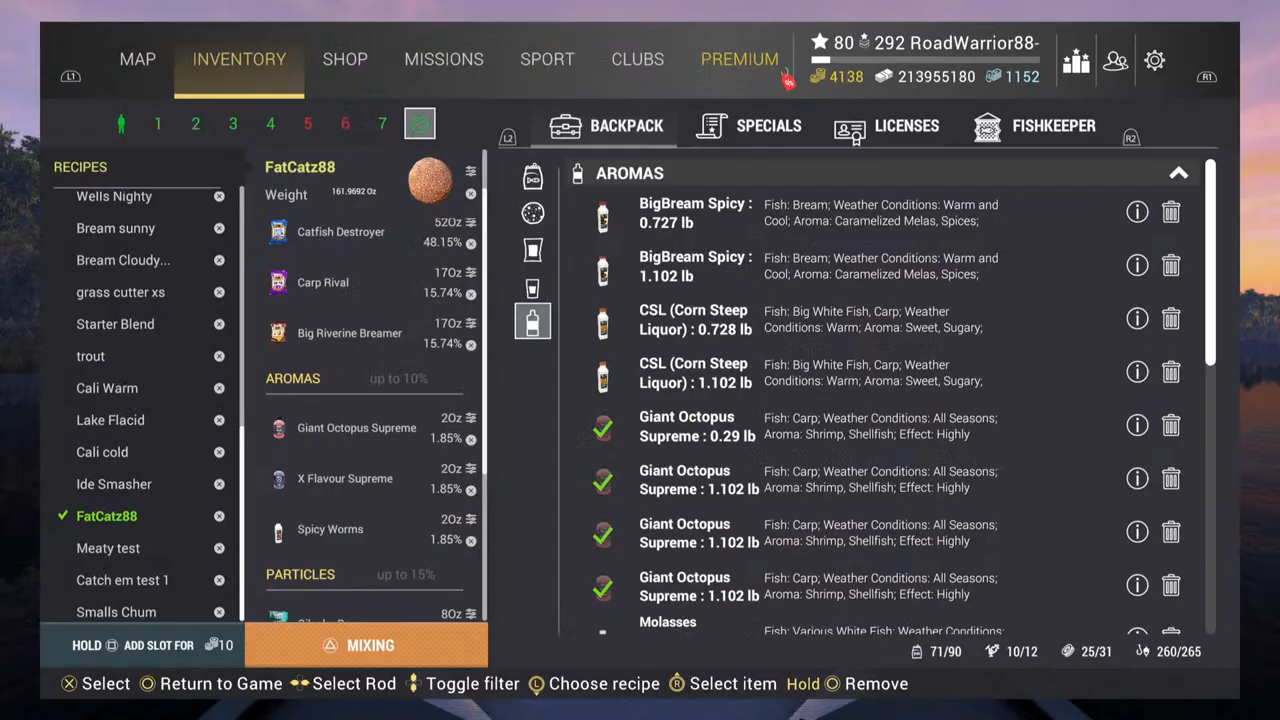 MAP
INVENTORY
SHOP
MISSIONS
SPORT
CLUBS
PREMIUM
80 292 RoadWarrior88-
4138 213955180 1152
L1
R1
1 2 3 4 5 6 7
L2
BACKPACK
SPECIALS
LICENSES
FISHKEEPER
R2
RECIPES
Wells Nighty
Bream sunny
Bream Cloudy...
grass cutter xs
Starter Blend
trout
Cali Warm
Lake Flacid
Cali cold
Ide Smasher
FatCatz88
Meaty test
Catch em test 1
Smalls Chum
HOLD ADD SLOT FOR 10
FatCatz88
Weight 161.9692 Oz
Catfish Destroyer 52Oz
48.15%
Carp Rival 17Oz
15.74%
Big Riverine Breamer 17Oz
15.74%
AROMAS up to 10%
Giant Octopus Supreme 2Oz
1.85%
X Flavour Supreme 2Oz
1.85%
Spicy Worms 2Oz
1.85%
PARTICLES up to 15%
8Oz
MIXING
AROMAS
BigBream Spicy :
0.727 lb
Fish: Bream; Weather Conditions: Warm and
Cool; Aroma: Caramelized Melas, Spices;
BigBream Spicy :
1.102 lb
Fish: Bream; Weather Conditions: Warm and
Cool; Aroma: Caramelized Melas, Spices;
CSL (Corn Steep
Liquor) : 0.728 lb
Fish: Big White Fish, Carp; Weather
Conditions: Warm; Aroma: Sweet, Sugary;
CSL (Corn Steep
Liquor) : 1.102 lb
Fish: Big White Fish, Carp; Weather
Conditions: Warm; Aroma: Sweet, Sugary;
Giant Octopus
Supreme : 0.29 lb
Fish: Carp; Weather Conditions: All Seasons;
Aroma: Shrimp, Shellfish; Effect: Highly
Giant Octopus
Supreme : 1.102 lb
Fish: Carp; Weather Conditions: All Seasons;
Aroma: Shrimp, Shellfish; Effect: Highly
Giant Octopus
Supreme : 1.102 lb
Fish: Carp; Weather Conditions: All Seasons;
Aroma: Shrimp, Shellfish; Effect: Highly
Giant Octopus
Supreme : 1.102 lb
Fish: Carp; Weather Conditions: All Seasons;
Aroma: Shrimp, Shellfish; Effect: Highly
Molasses
Fish: Various White Fish; Weather Conditions:
71/90 10/12 25/31 260/265
Select Return to Game Select Rod Toggle filter L Choose recipe R Select item Hold Remove